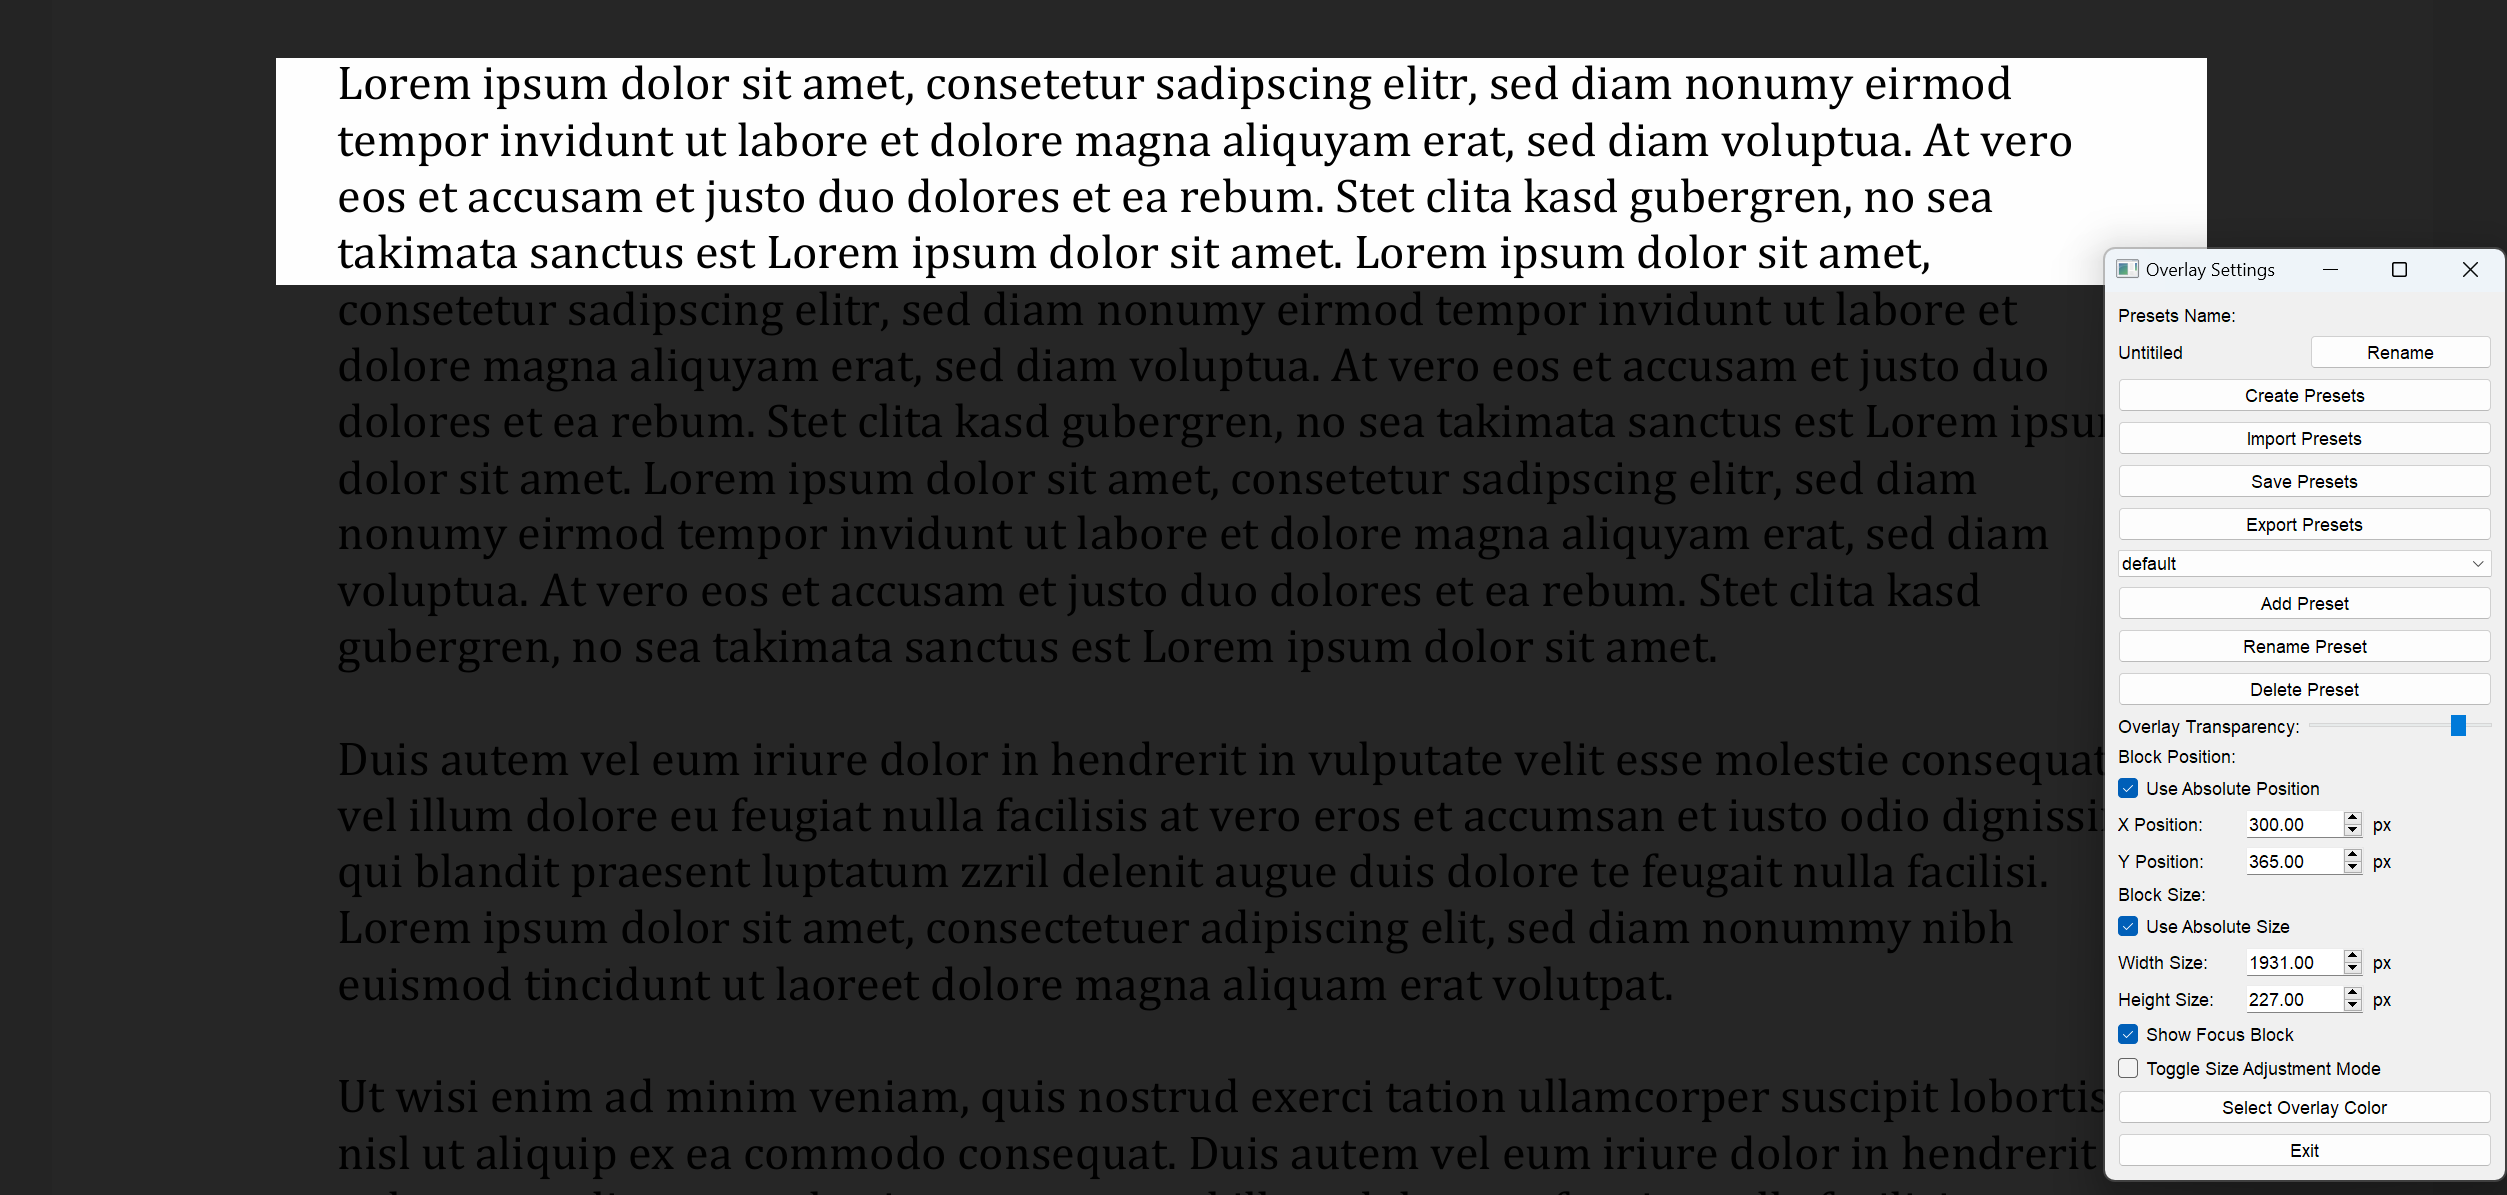 Lorem ipsum dolor sit amet, consetetur sadipscing elitr, sed diam nonumy eirmod
tempor invidunt ut labore et dolore magna aliquyam erat, sed diam voluptua. At vero
eos et accusam et justo duo dolores et ea rebum. Stet clita kasd gubergren, no sea
takimata sanctus est Lorem ipsum dolor sit amet. Lorem ipsum dolor sit amet,
consetetur sadipscing elitr, sed diam nonumy eirmod tempor invidunt ut labore et
dolore magna aliquyam erat, sed diam voluptua. At vero eos et accusam et justo duo
dolores et ea rebum. Stet clita kasd gubergren, no sea takimata sanctus est Lorem
dolor sit amet. Lorem ipsum dolor sit amet, consetetur sadipscing elitr, sed diam
nonumy eirmod tempor invidunt ut labore et dolore magna aliquyam erat, sed diam
voluptua. At vero eos et accusam et justo duo dolores et ea rebum. Stet clita kasd
gubergren, no sea takimata sanctus est Lorem ipsum dolor sit amet.
Duis autem vel eum iriure dolor in hendrerit in vulputate velit esse molestie consequat
vel illum dolore eu feugiat nulla facilisis at vero eros et accumsan et iusto odio
qui blandit praesent luptatum zzril delenit augue duis dolore te feugait nulla facilisi.
Lorem ipsum dolor sit amet, consectetuer adipiscing elit, sed diam nonummy nibh
euismod tincidunt ut laoreet dolore magna aliquam erat volutpat.
Ut wisi enim ad minim veniam, quis nostrud exerci tation ullamcorper suscipit lobortis
nisl ut aliquip ex ea commodo consequat. Duis autem vel eum iriure dolor in hendrerit
Overlay Settings
Presets Name:
Untitiled Rename
Create Presets
Import Presets
Save Presets
Export Presets
default
Add Preset
Rename Preset
Delete Preset
Overlay Transparency:
Block Position:
Use Absolute Position
X Position: 300.00 px
Y Position: 365.00 px
Block Size:
Use Absolute Size
Width Size: 1931.00 px
Height Size: 227.00 px
Show Focus Block
Toggle Size Adjustment Mode
Select Overlay Color
Exit